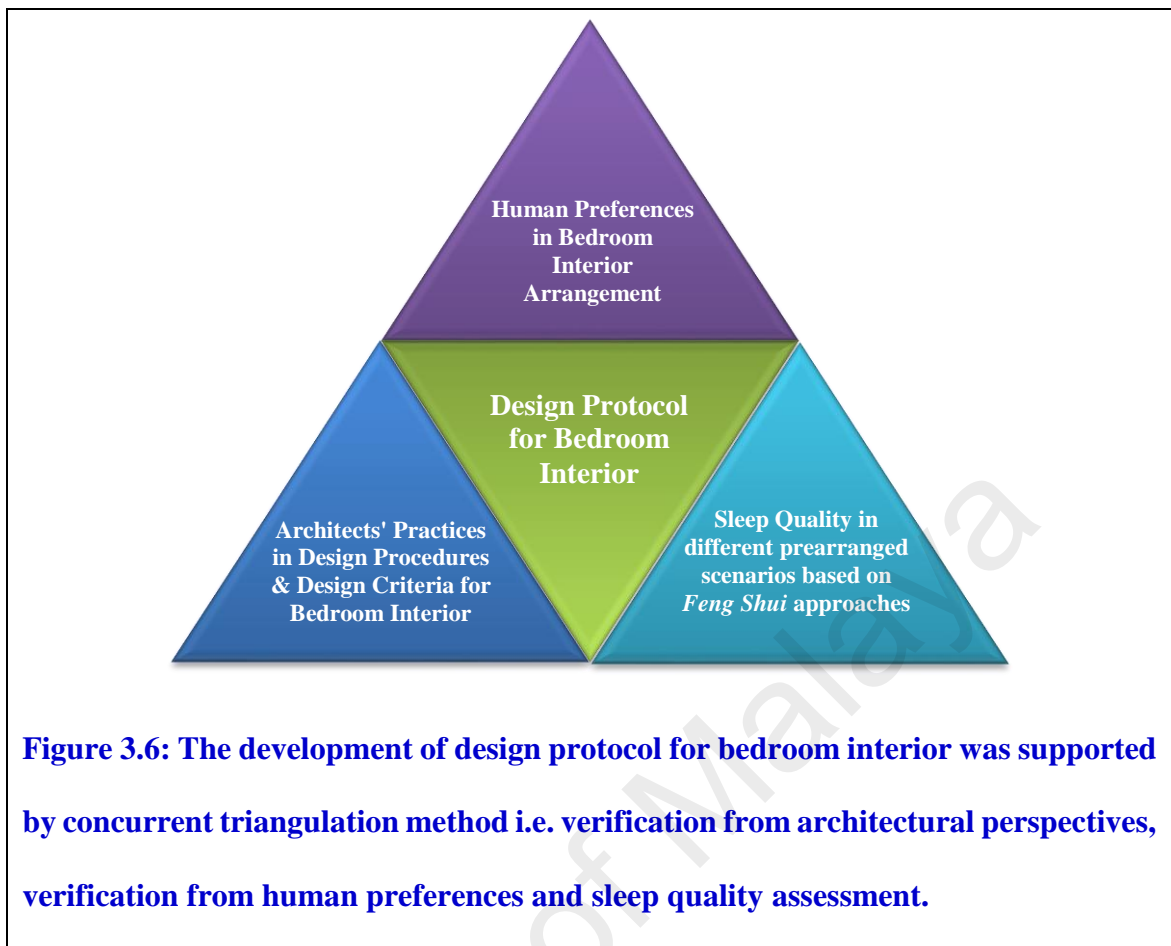 Human Preferences
in Bedroom
Interior
Arrangement
Design Protocol
for Bedroom
Interior
Architects' Practices
in Design Procedures
& Design Criteria for
Bedroom Interior
Sleep Quality in
different prearranged
scenarios based on
Feng Shui approaches
of Malaya
Figure 3.6: The development of design protocol for bedroom interior was supported
by concurrent triangulation method i.e. verification from architectural perspectives,
verification from human preferences and sleep quality assessment.